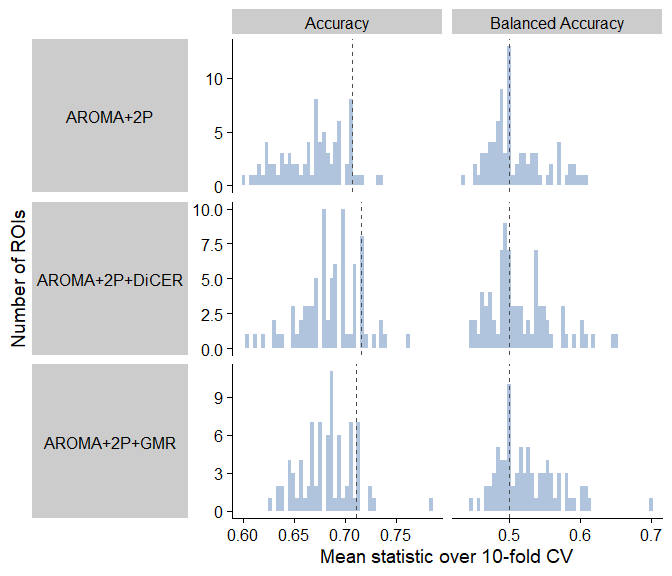 Accuracy
Balanced Accuracy
AROMA+2P
10
5
0
AROMA+2P+DiCER
10.0
7.5
5.0
2.5
0.0
AROMA+2P+GMR
9
6
3
0
Number of ROIs
0.60 0.65 0.70 0.75
0.5 0.6 0.7
Mean statistic over 10-fold CV